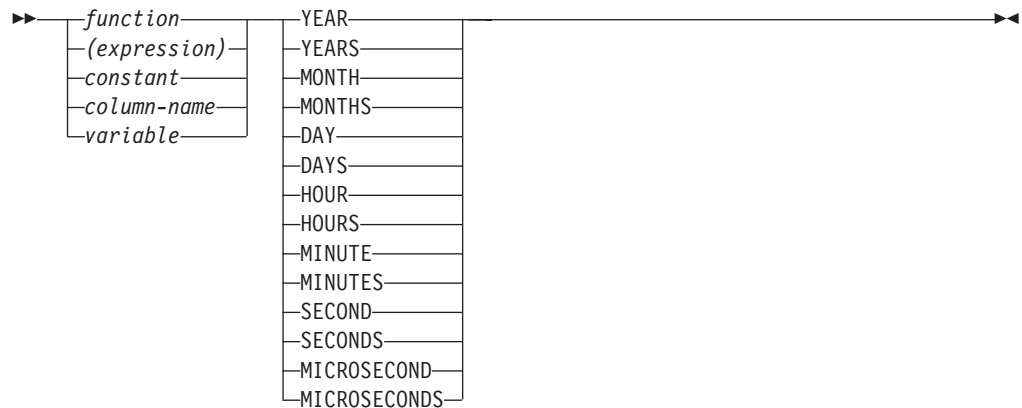 function YEAR
(expression) YEARS
constant MONTH
column-name MONTHS
variable DAY
DAYS
HOUR
HOURS
MINUTE
MINUTES
SECOND
SECONDS
MICROSECOND
MICROSECONDS